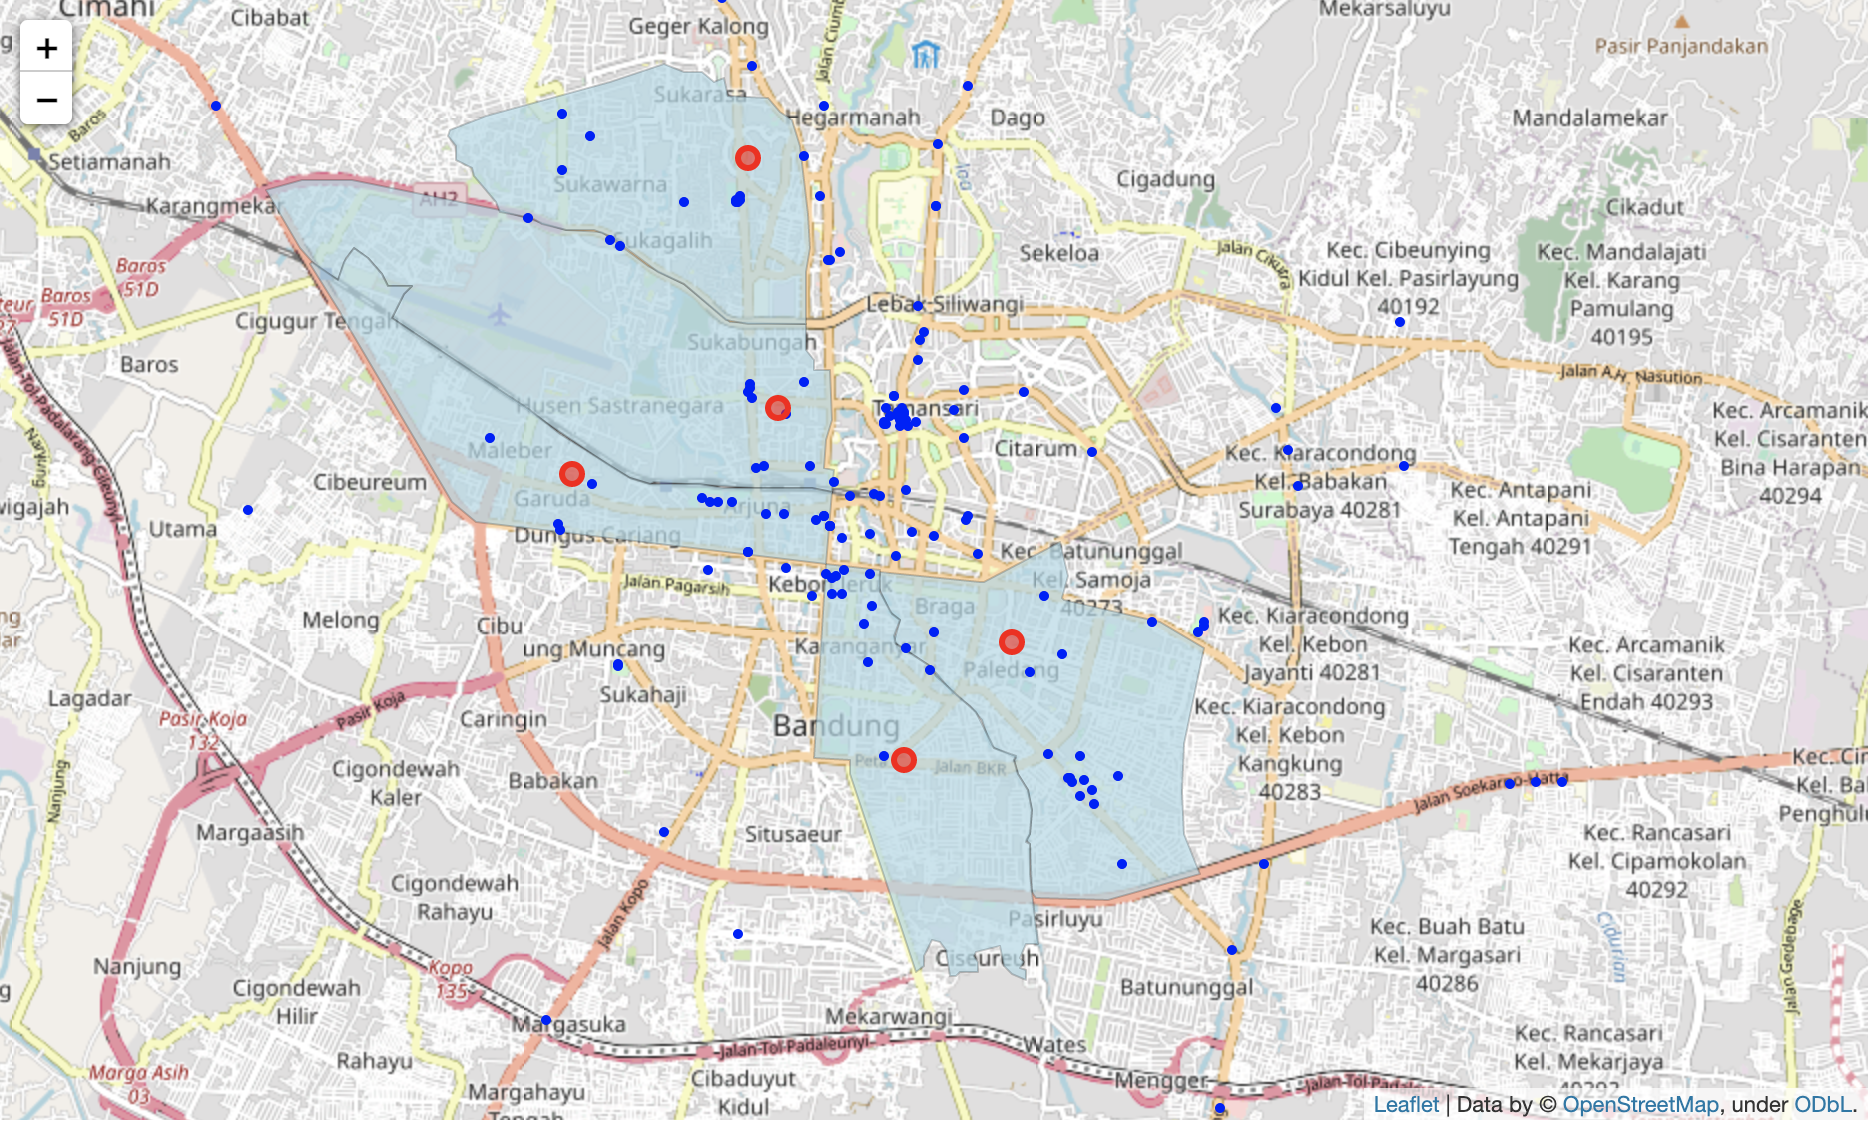 Cimahi
Cibabat
Geger Kalong
Jalan Ciumb
Mekarsaluyu
Pasir Panjandakan
+
−
Baros
Sukarasa
Hegarmanah
Dago
Mandalamekar
Setiamanah
Sukawarna
Cigadung
AH2
Karangmekar
Cikadut
Sukagalih
Sekeloa
Jalan Cikutra
Kec. Cibeunying
Kidul Kel. Pasirlayung
40192
Kec. Mandalajati
Kel. Karang
Pamulang
40195
Baros
51D
Baros
51D
Lebak Siliwangi
Cigugur Tengah
Sukabungah
Baros
Jalan A.H. Nasution
Husen Sastranegara
Tamansari
Kec. Arcamanik
Kel. Cisaranten
Bina Harapan
40294
Jalan-Tol-Padalarang-Cileunyi
Nanjung
Maleber
Citarum
Kec. Kiaracondong
Kel. Babakan
Surabaya 40281
Cibeureum
Garuda
Arjuna
Kec. Antapani
Kel. Antapani
Tengah 40291
wigajah
Utama
Dungus Cariang
Kec. Batununggal
Kel. Samoja
40273
Jalan Pagarsih
Kebon Jeruk
Braga
Melong
Cibu
ung Muncang
Karanganyar
Paledang
Kec. Kiaracondong
Kel. Kebon
Jayanti 40281
Kec. Arcamanik
Kel. Cisaranten
Endah 40293
Lagadar
Sukahaji
Pasir Koja
Pasir Koja
132
Caringin
Bandung
Kec. Kiaracondong
Kel. Kebon
Kangkung
40283
Peta
Jalan BKR
Cigondewah
Kaler
Babakan
Nanjung
Jalan Soekarno-Hatta
Kec. Cin
Kel. Ba
Penghulu
Margaasih
Situsaeur
Kec. Rancasari
Kel. Cipamokolan
40292
Cigondewah
Rahayu
Jalan Kopo
Pasirluyu
Kec. Buah Batu
Kel. Margasari
40286
Cidurian
Jalan Gedebage
Nanjung
Kopo
135
Ciseureuh
Cigondewah
Hilir
Batununggal
Margasuka
Mekarwangi
Kec. Rancasari
Kel. Mekarjaya
Rahayu
Jalan-Tol-Padaleunyi
Wates
Marga Asih
03
Margahayu
Cibaduyut
Kidul
Mengger
Leaflet | Data by © OpenStreetMap, under ODbL.